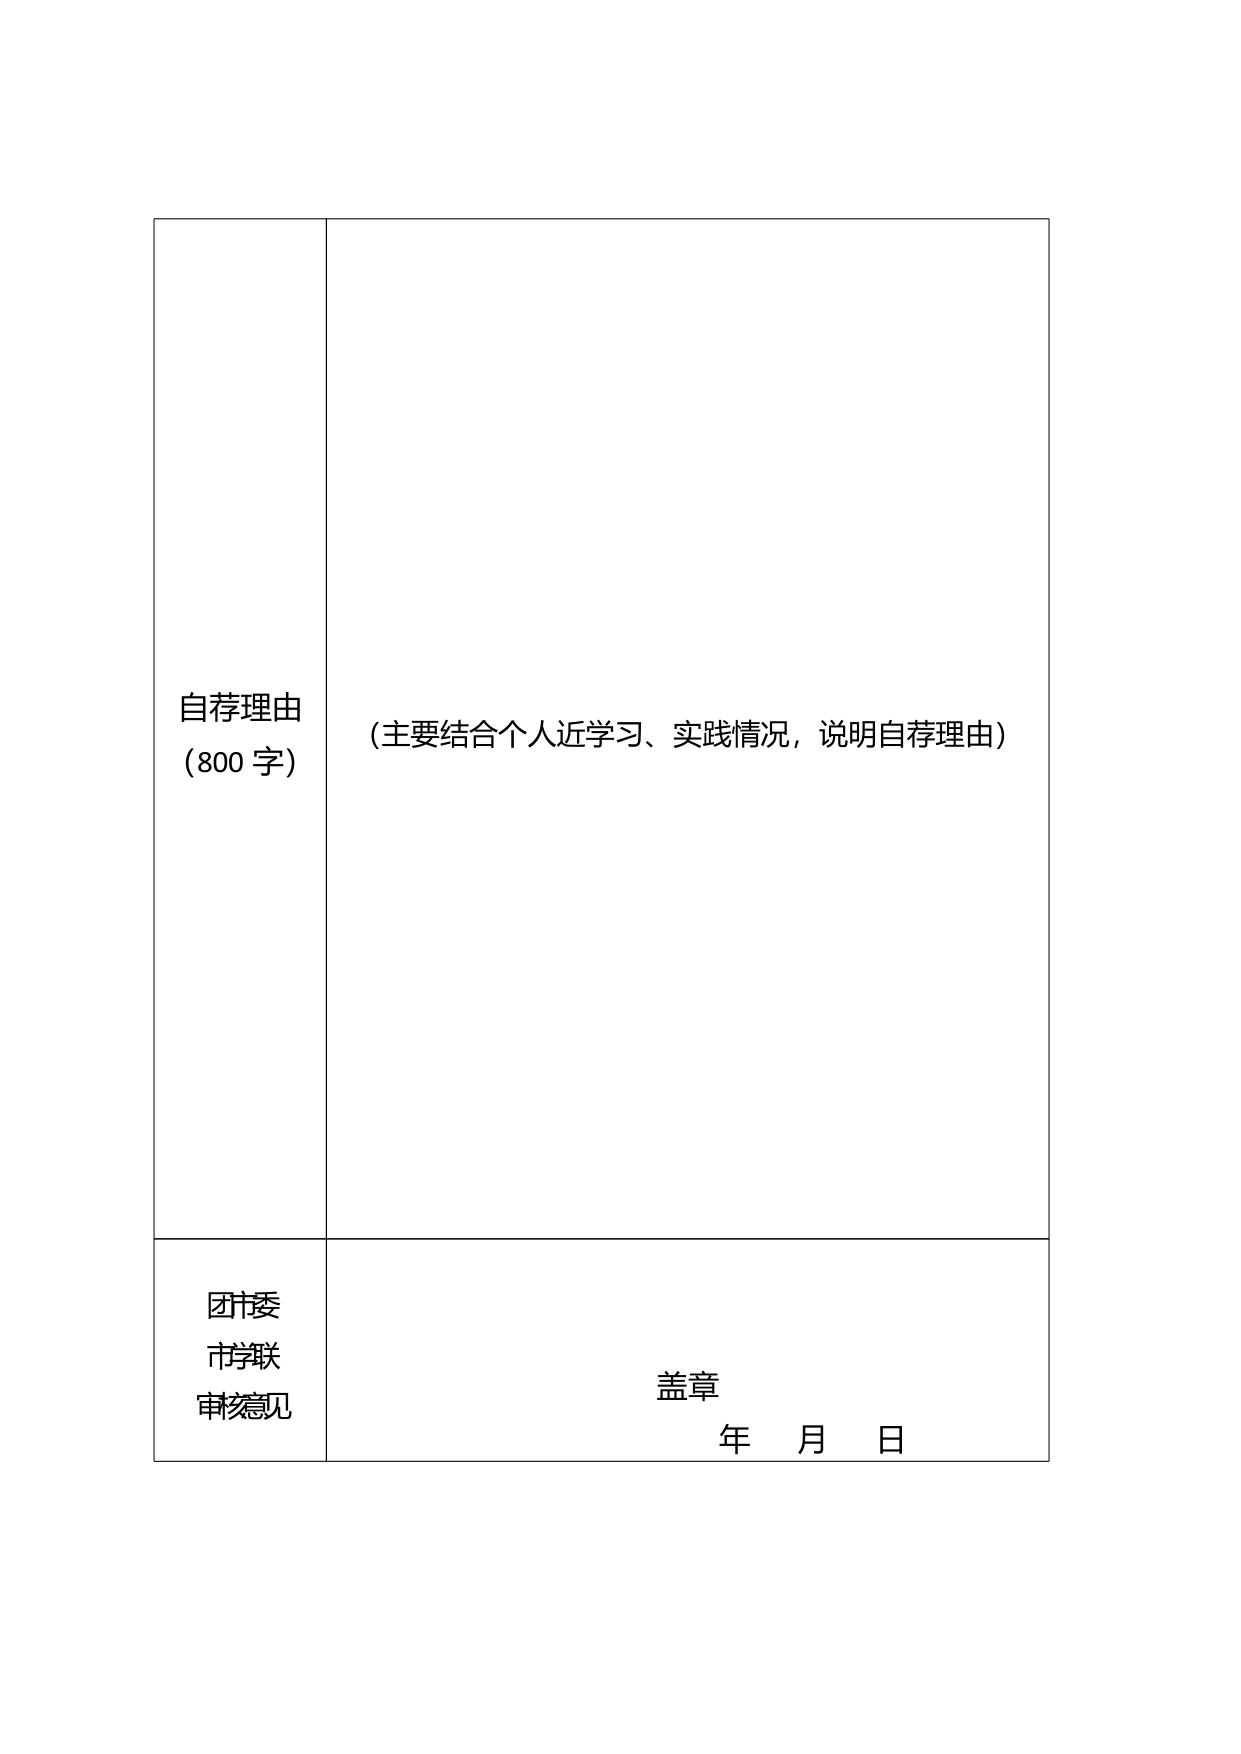 自荐理由
（800 字）
（主要结合个人近学习、实践情况，说明自荐理由）
团市委
市学联
审核意见
盖章
年 月 日